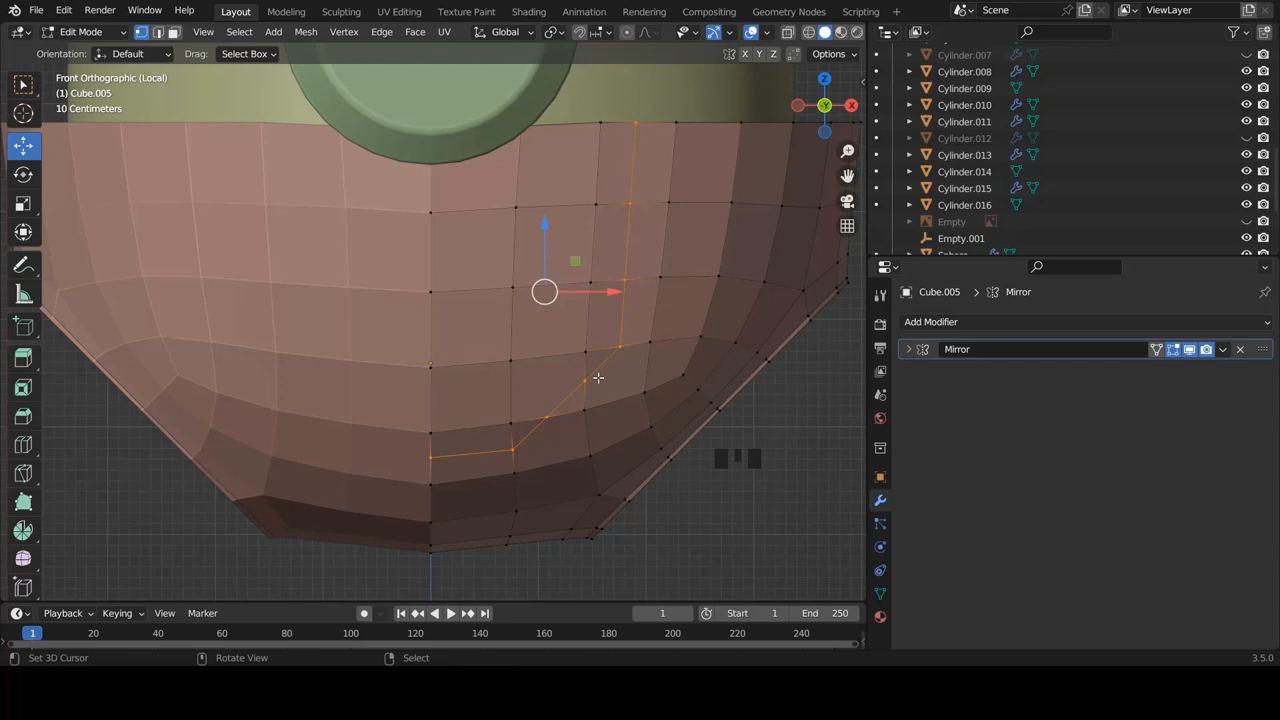 File Edit Render Window Help Layout Modeling Sculpting UV Editing Texture Paint Shading Animation Rendering Compositing Geometry Nodes Scripting Scene ViewLayer
Edit Mode View Select Add Mesh Vertex Edge Face UV Global
Orientation: Default Drag: Select Box X Y Z Options
Front Orthographic (Local)
(1) Cube.005
10 Centimeters
Z
X
Y
Cylinder.007
Cylinder.008
Cylinder.009
Cylinder.010
Cylinder.011
Cylinder.012
Cylinder.013
Cylinder.014
Cylinder.015
Cylinder.016
Empty
Empty.001
Sphere
Cube.005 > Mirror
Add Modifier
Mirror
Playback Keying View Marker 1 Start 1 End 250
1 20 40 60 80 100 120 140 160 180 200 220 240
Set 3D Cursor Rotate View Select 3.5.0